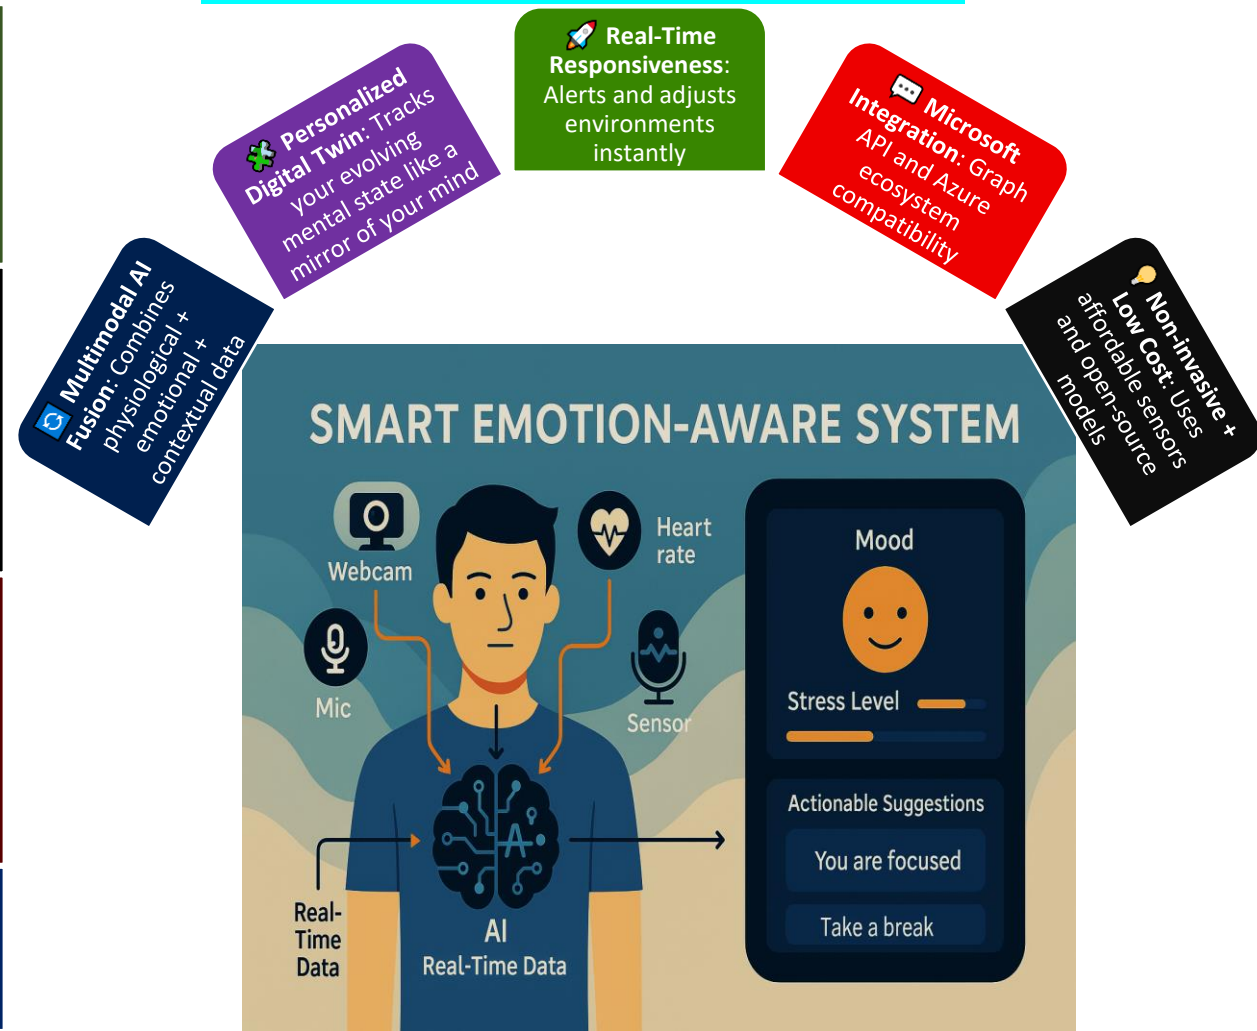 🔄 Multimodal AI
Fusion: Combines
physiological +
emotional +
contextual data
🧩 Personalized
Digital Twin: Tracks
your evolving
mental state like a
mirror of your mind
🚀 Real-Time
Responsiveness:
Alerts and adjusts
environments
instantly
💬 Microsoft
Integration: Graph
API and Azure
ecosystem
compatibility
💡 Non-invasive +
Low Cost: Uses
affordable sensors
and open-source
models
SMART EMOTION-AWARE SYSTEM
Webcam
Heart
rate
Mic
Sensor
Real-
Time
Data
AI
Real-Time Data
Mood
Stress Level
Actionable Suggestions
You are focused
Take a break